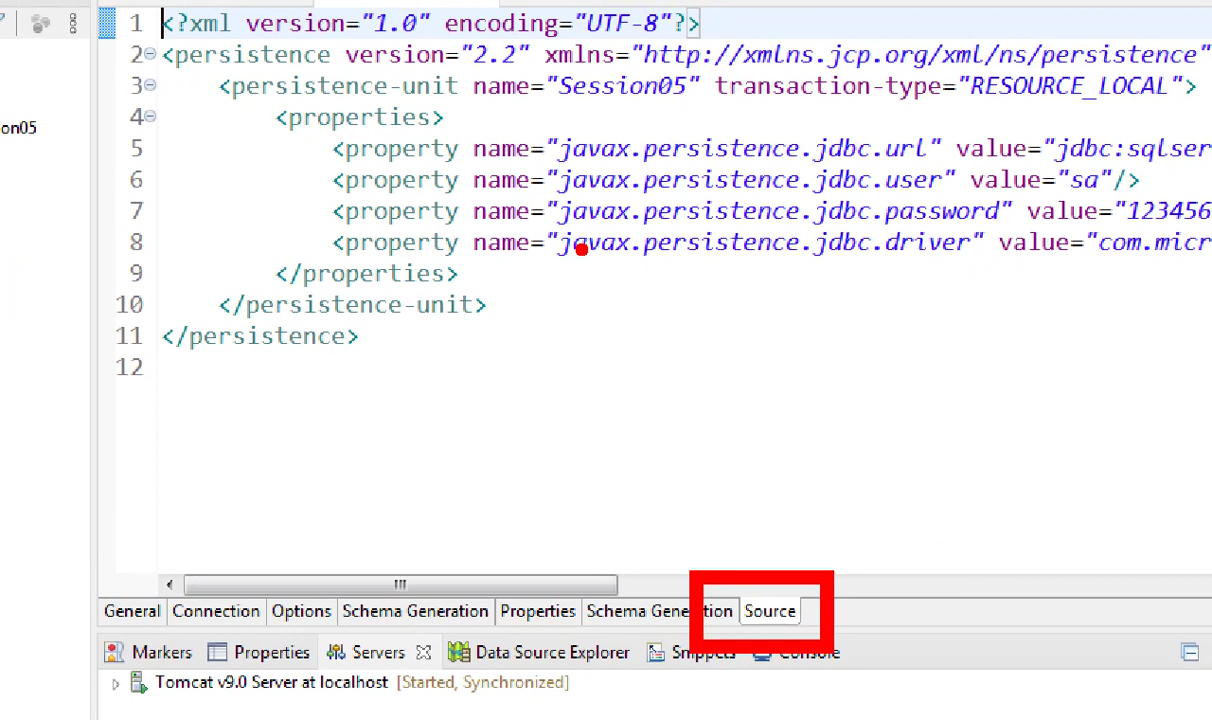 1 <?xml version="1.0" encoding="UTF-8"?>
2 <persistence version="2.2" xmlns="http://xmlns.jcp.org/xml/ns/persistence"
3 <persistence-unit name="Session05" transaction-type="RESOURCE_LOCAL">
on05
4 <properties>
5 <property name="javax.persistence.jdbc.url" value="jdbc:sqlser
6 <property name="javax.persistence.jdbc.user" value="sa"/>
7 <property name="javax.persistence.jdbc.password" value="123456
8 <property name="javax.persistence.jdbc.driver" value="com.micr
9 </properties>
10 </persistence-unit>
11 </persistence>
12
General Connection Options Schema Generation Properties Schema Generation Source
Markers Properties Servers Data Source Explorer Snippets Console
Tomcat v9.0 Server at localhost [Started, Synchronized]